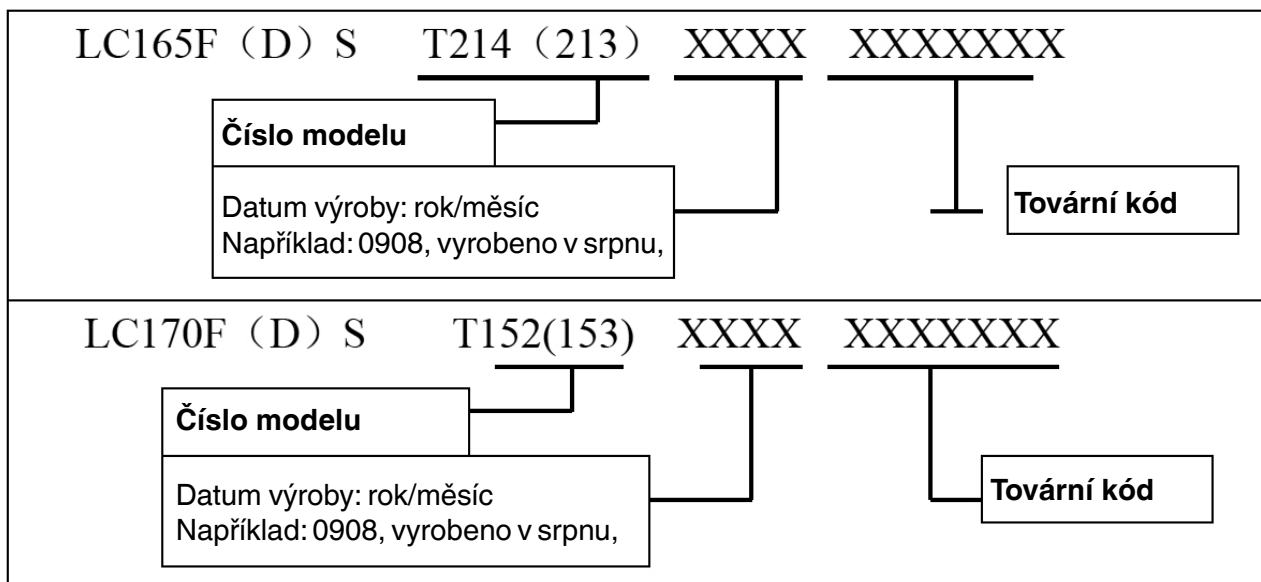 LC165F（D）S T214（213） XXXX XXXXXXX
Číslo modelu
Datum výroby: rok/měsíc
Například: 0908, vyrobeno v srpnu,
Tovární kód
LC170F（D）S T152(153) XXXX XXXXXXX
Číslo modelu
Datum výroby: rok/měsíc
Například: 0908, vyrobeno v srpnu,
Tovární kód